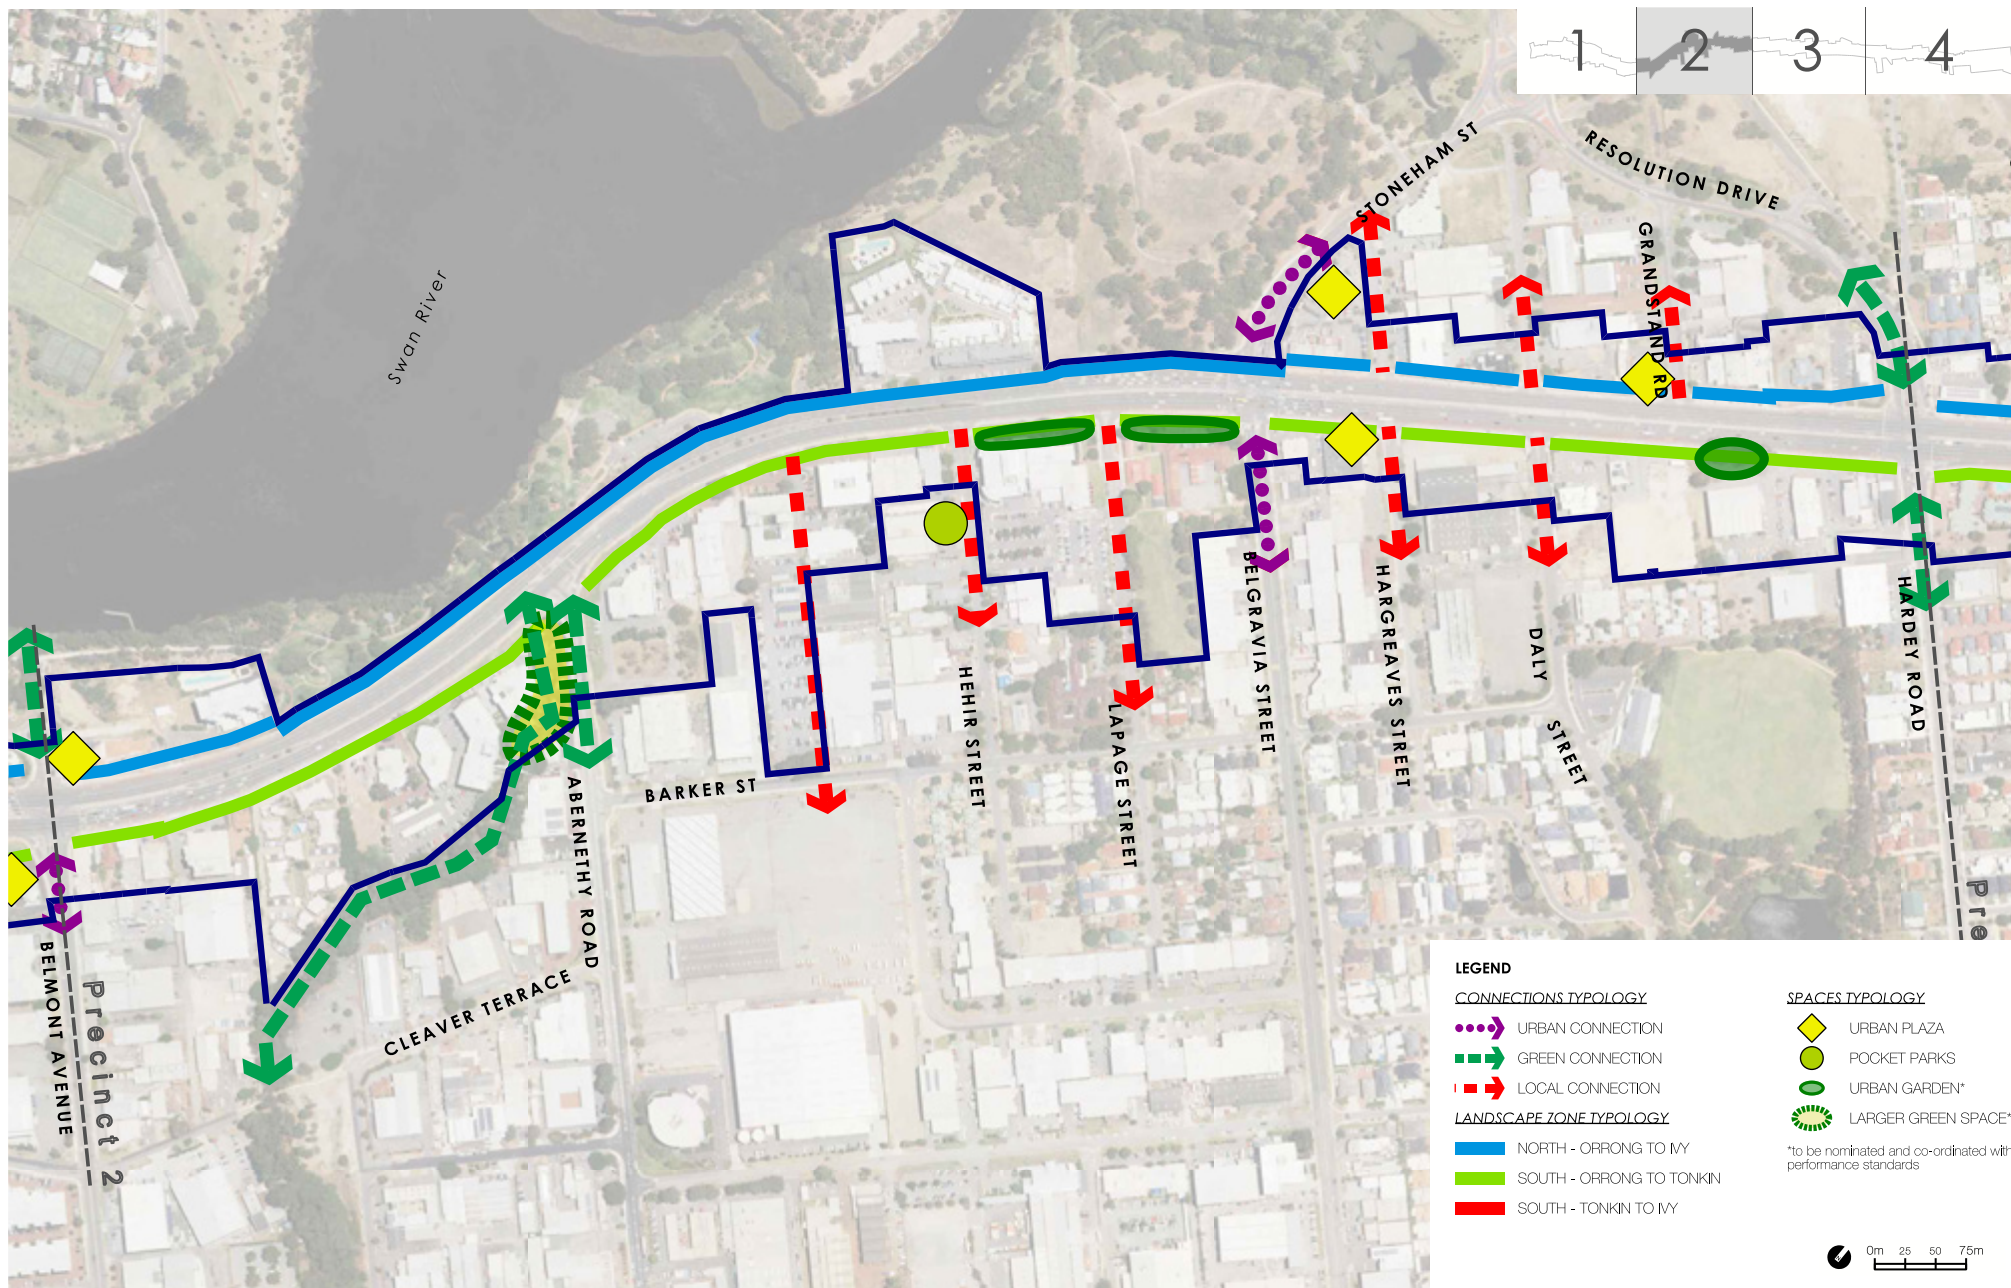 1 2 3 4
STONEHAM ST
RESOLUTION DRIVE
GRANDSTAND RD
Swan River
BELGRAVIA STREET
HARGREAVES STREET
DALY
STREET
HARDEY ROAD
HEHIR STREET
LAPAGE STREET
BARKER ST
ABERNETHY ROAD
CLEAVER TERRACE
BELMONT AVENUE
Precinct 2
Pre
LEGEND
CONNECTIONS TYPOLOGY
URBAN CONNECTION
GREEN CONNECTION
LOCAL CONNECTION
LANDSCAPE ZONE TYPOLOGY
NORTH - ORRONG TO IVY
SOUTH - ORRONG TO TONKIN
SOUTH - TONKIN TO IVY
SPACES TYPOLOGY
URBAN PLAZA
POCKET PARKS
URBAN GARDEN*
LARGER GREEN SPACE*
*to be nominated and co-ordinated with
performance standards
0m 25 50 75m